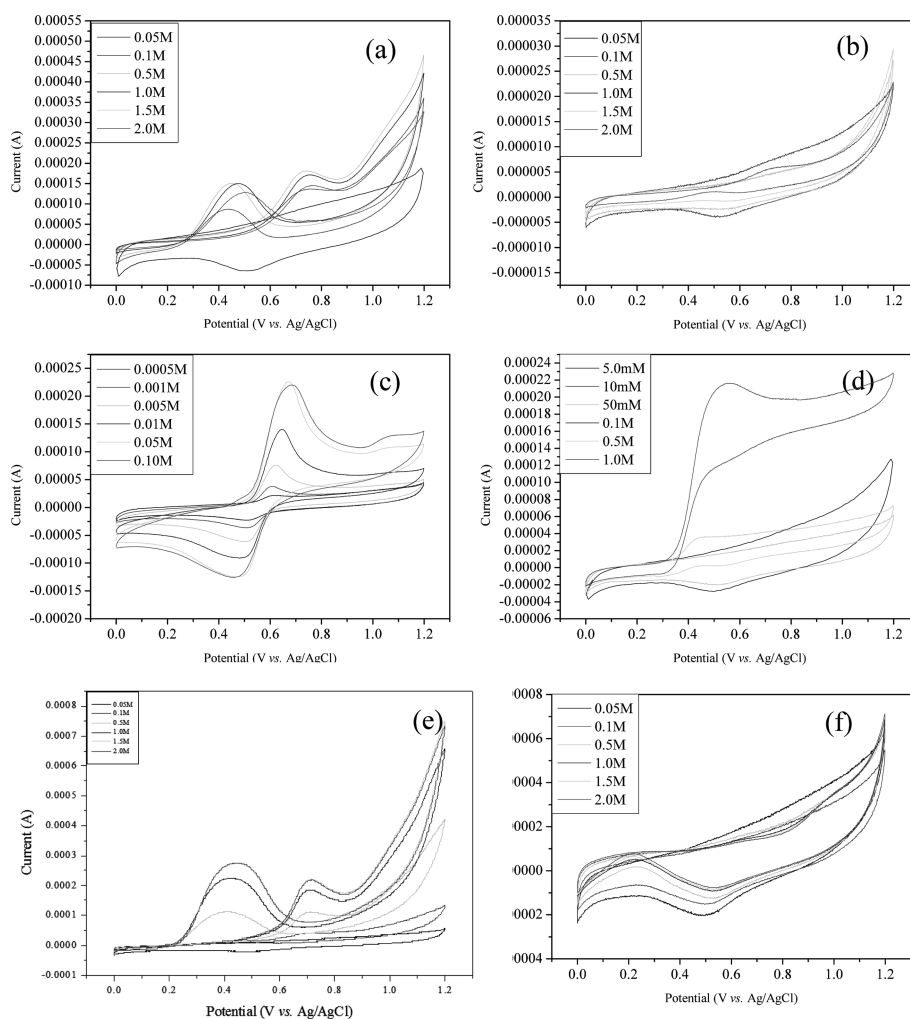 (a)
0.05M
0.1M
0.5M
1.0M
1.5M
2.0M
0.00055
0.00050
0.00045
0.00040
0.00035
0.00030
0.00025
0.00020
0.00015
0.00010
0.00005
0.00000
-0.00005
-0.00010
Current (A)
0.0 0.2 0.4 0.6 0.8 1.0 1.2
Potential (V vs. Ag/AgCl)
(b)
0.05M
0.1M
0.5M
1.0M
1.5M
2.0M
0.000035
0.000030
0.000025
0.000020
0.000015
0.000010
0.000005
0.000000
-0.000005
-0.000010
-0.000015
Current (A)
0.0 0.2 0.4 0.6 0.8 1.0 1.2
Potential (V vs. Ag/AgCl)
(c)
0.0005M
0.001M
0.005M
0.01M
0.05M
0.10M
0.00025
0.00020
0.00015
0.00010
0.00005
0.00000
-0.00005
-0.00010
-0.00015
-0.00020
Current (A)
0.0 0.2 0.4 0.6 0.8 1.0 1.2
Potential (V vs. Ag/AgCl)
(d)
5.0mM
10mM
50mM
0.1M
0.5M
1.0M
0.00024
0.00022
0.00020
0.00018
0.00016
0.00014
0.00012
0.00010
0.00008
0.00006
0.00004
0.00002
0.00000
-0.00002
-0.00004
-0.00006
Current (A)
0.0 0.2 0.4 0.6 0.8 1.0 1.2
Potential (V vs. Ag/AgCl)
(e)
0.05M
0.1M
0.5M
1.0M
1.5M
2.0M
0.0008
0.0007
0.0006
0.0005
0.0004
0.0003
0.0002
0.0001
0.0000
-0.0001
Current (A)
0.0 0.2 0.4 0.6 0.8 1.0 1.2
Potential (V vs. Ag/AgCl)
(f)
0.05M
0.1M
0.5M
1.0M
1.5M
2.0M
0008
0006
0004
0002
0000
0002
0004
0.0 0.2 0.4 0.6 0.8 1.0 1.2
Potential (V vs. Ag/AgCl)